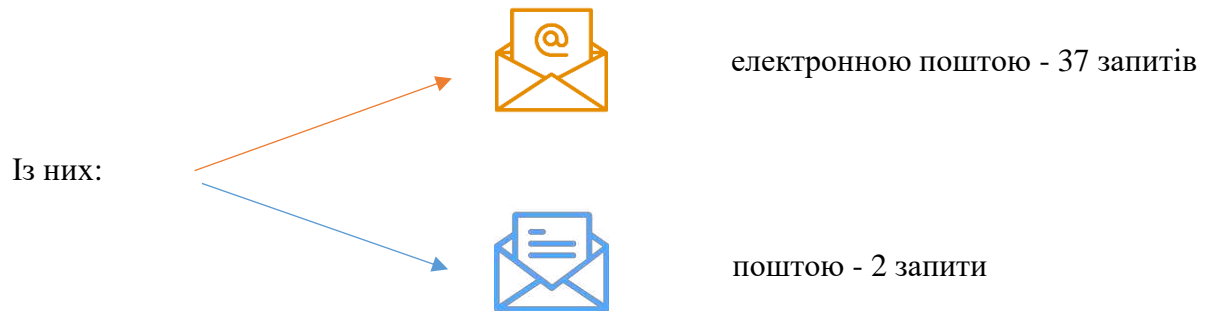 електронною поштою - 37 запитів
Із них:
поштою - 2 запити